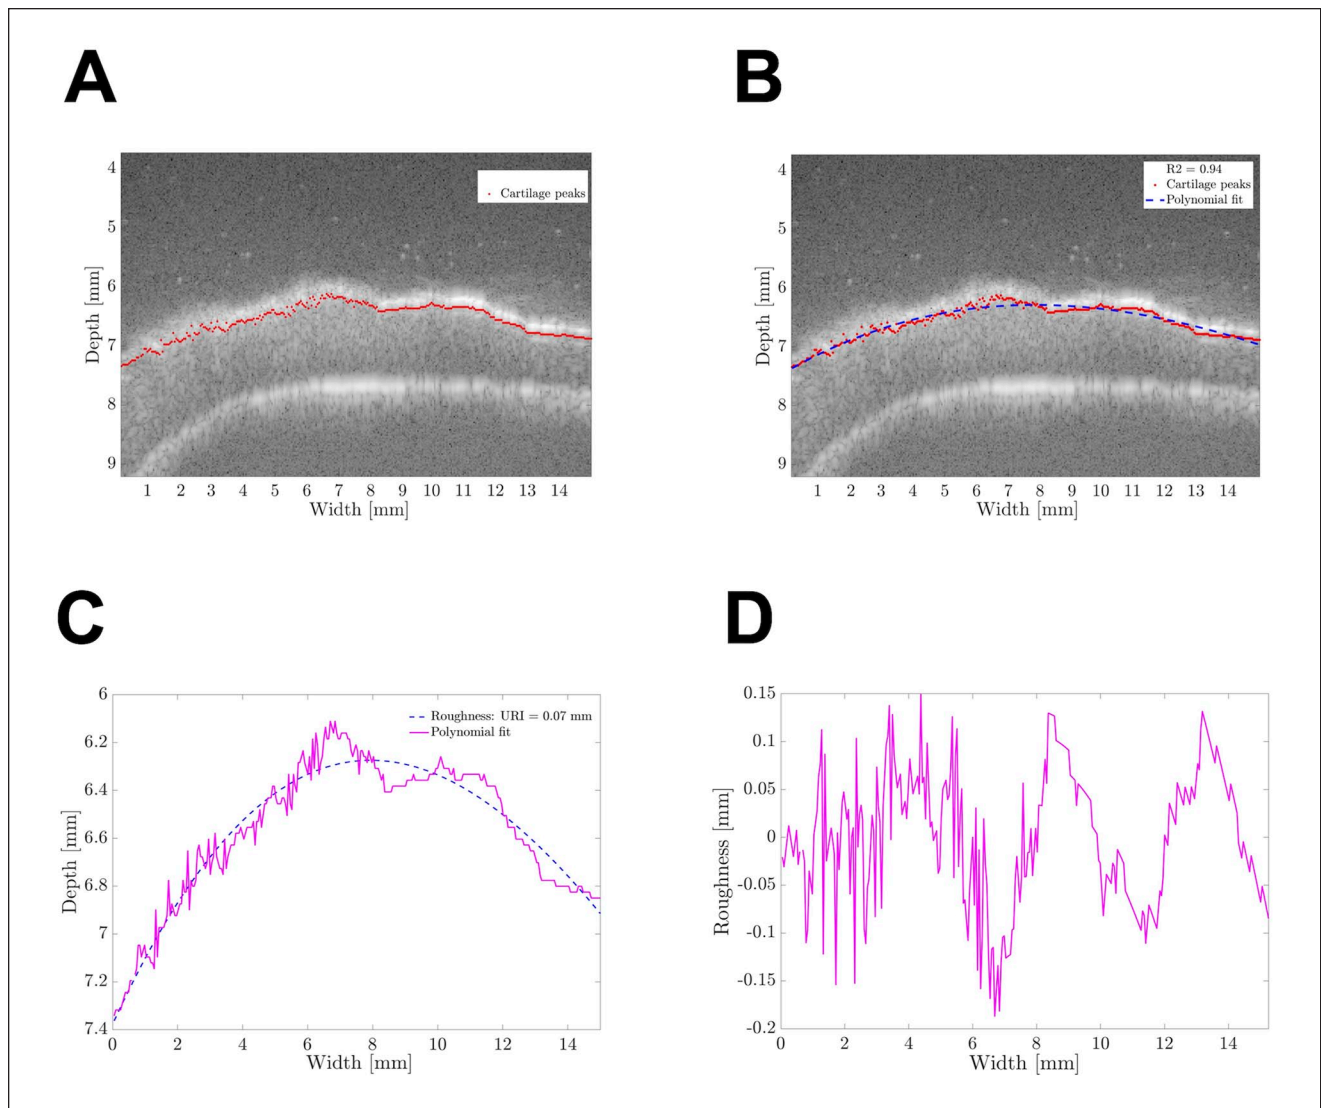 A
B
4
5
6
7
8
9
Depth [mm]
Cartilage peaks
1 2 3 4 5 6 7 8 9 10 11 12 13 14
Width [mm]
4
5
6
7
8
9
Depth [mm]
R2 = 0.94
Cartilage peaks
Polynomial fit
1 2 3 4 5 6 7 8 9 10 11 12 13 14
Width [mm]
C
D
6
6.2
6.4
6.6
6.8
7
7.2
7.4
Depth [mm]
Roughness: URI = 0.07 mm
Polynomial fit
0 2 4 6 8 10 12 14
Width [mm]
0.15
0.1
0.05
0
-0.05
-0.1
-0.15
-0.2
Roughness [mm]
0 2 4 6 8 10 12 14
Width [mm]